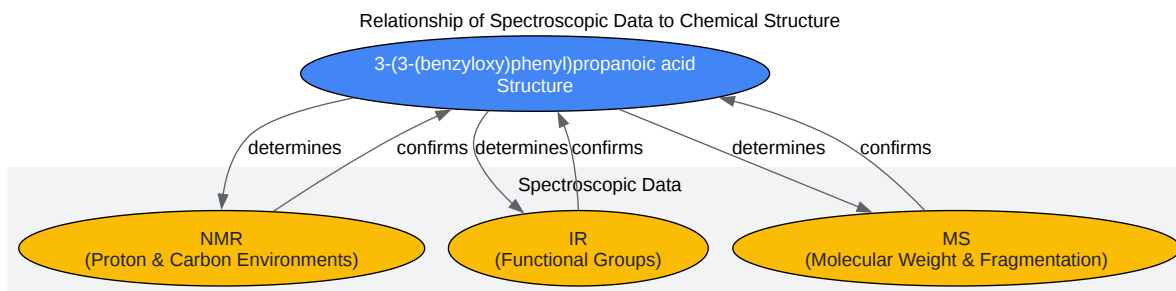 Relationship of Spectroscopic Data to Chemical Structure
3-(3-(benzyloxy)phenyl)propanoic acid
Structure
determines
confirms
determines
confirms
determines
confirms
Spectroscopic Data
NMR
(Proton & Carbon Environments)
IR
(Functional Groups)
MS
(Molecular Weight & Fragmentation)